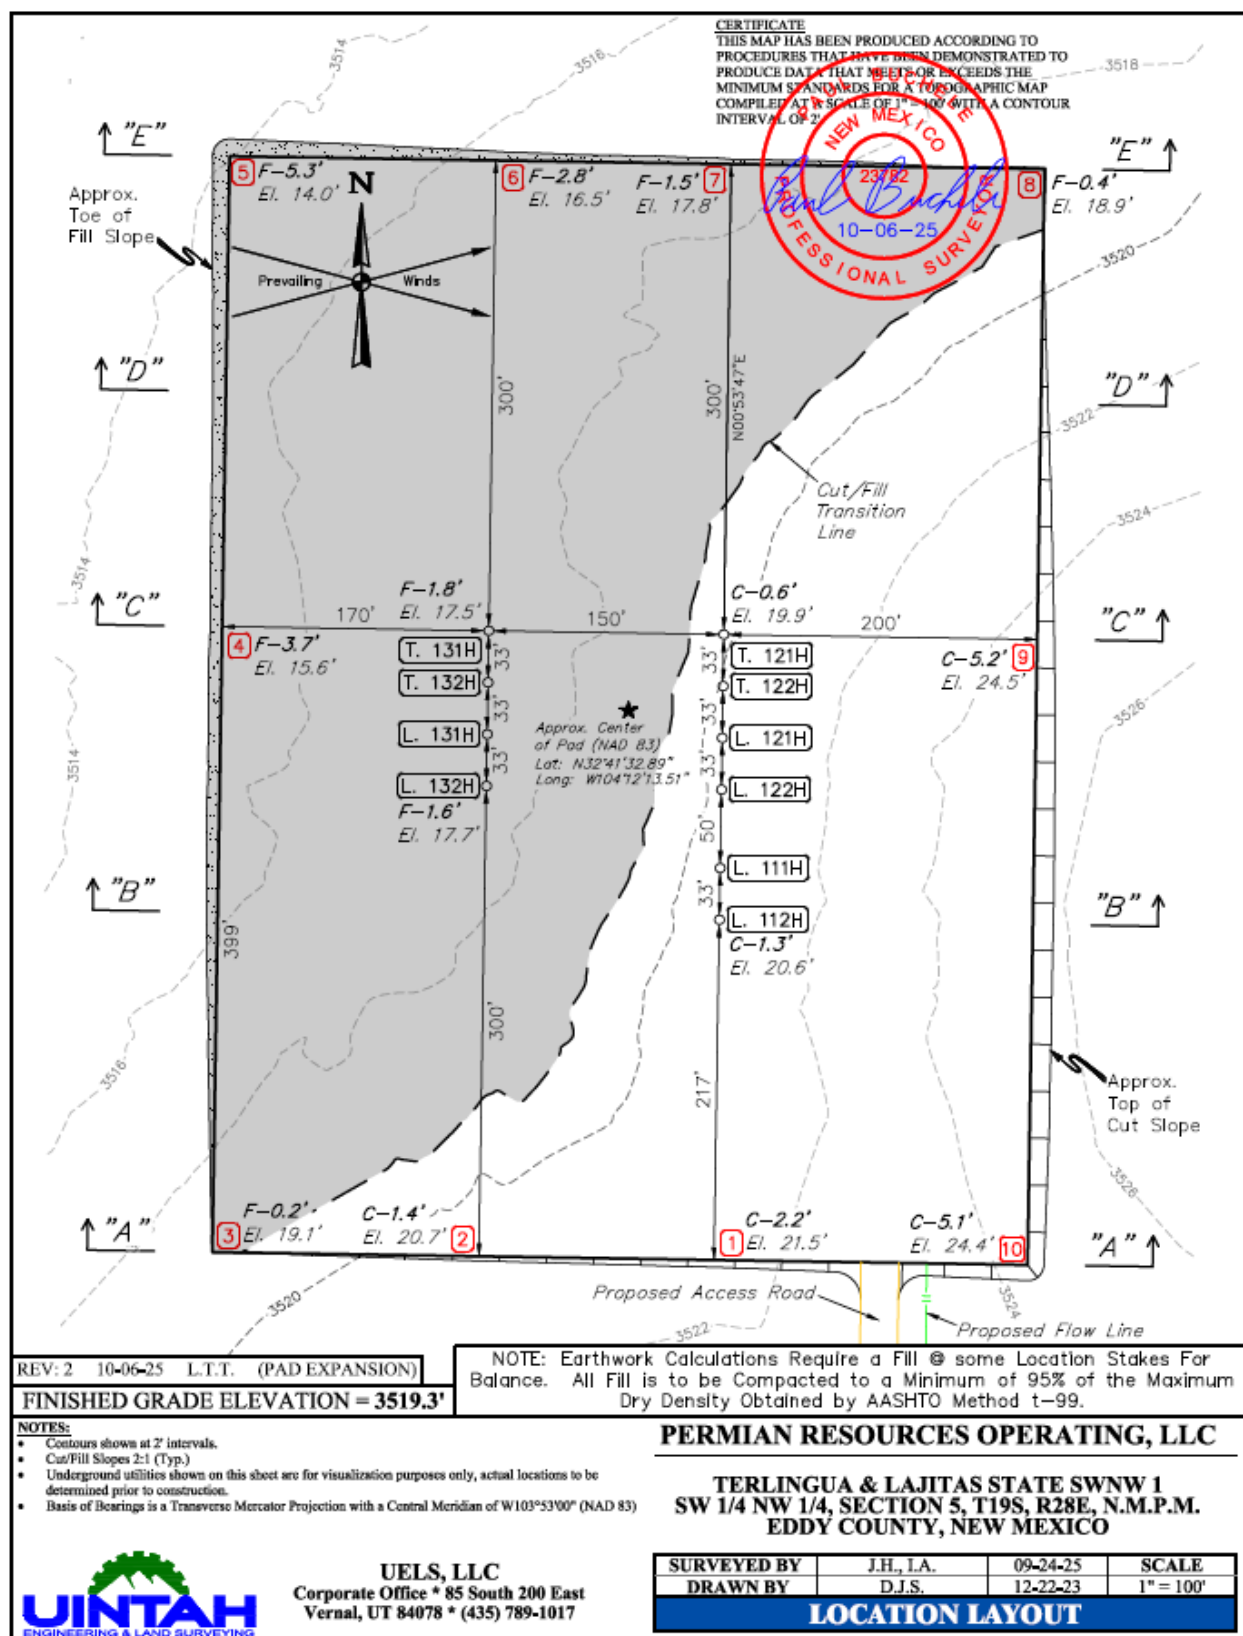 CERTIFICATE
THIS MAP HAS BEEN PRODUCED ACCORDING TO
PROCEDURES THAT HAVE BEEN DEMONSTRATED TO
PRODUCE DATA THAT MEETS OR EXCEEDS THE
MINIMUM STANDARDS FOR A TOPOGRAPHIC MAP
COMPILED AT A SCALE OF 1" = 100' WITH A CONTOUR
INTERVAL OF 2'.
PAUL BUCHELE
NEW MEXICO
23782
Paul Buchele
10-06-25
PROFESSIONAL SURVEYOR
3514
3516
3518
"E"
"E"
5 F-5.3'
El. 14.0'
N
6 F-2.8'
El. 16.5'
F-1.5' 7
El. 17.8'
8 F-0.4'
El. 18.9'
Approx.
Toe of
Fill Slope
Prevailing Winds
3520
"D"
"D"
300'
300'
N00°53'47"E
3522
Cut/Fill
Transition
Line
3524
3514
"C"
"C"
F-1.8'
El. 17.5'
C-0.6'
El. 19.9'
170'
150'
200'
4 F-3.7'
El. 15.6'
C-5.2' 9
El. 24.5'
T. 131H
33'
T. 132H
33'
L. 131H
33'
L. 132H
F-1.6'
El. 17.7'
T. 121H
33'
T. 122H
33'
L. 121H
33'
L. 122H
50'
L. 111H
33'
L. 112H
C-1.3'
El. 20.6'
Approx. Center
of Pad (NAD 83)
Lat: N32°41'32.89"
Long: W104°12'13.51"
3526
3514
"B"
"B"
399'
300'
217'
3516
Approx.
Top of
Cut Slope
3526
"A"
"A"
F-0.2'
3 El. 19.1'
C-1.4'
El. 20.7' 2
C-2.2'
1 El. 21.5'
C-5.1'
El. 24.4' 10
3520
3522
3524
Proposed Access Road
Proposed Flow Line
REV: 2 10-06-25 L.T.T. (PAD EXPANSION)
FINISHED GRADE ELEVATION = 3519.3'
NOTE: Earthwork Calculations Require a Fill @ some Location Stakes For
Balance. All Fill is to be Compacted to a Minimum of 95% of the Maximum
Dry Density Obtained by AASHTO Method t-99.
NOTES:
• Contours shown at 2' intervals.
• Cut/Fill Slopes 2:1 (Typ.)
• Underground utilities shown on this sheet are for visualization purposes only, actual locations to be
determined prior to construction.
• Basis of Bearings is a Transverse Mercator Projection with a Central Meridian of W103°53'00" (NAD 83)
PERMIAN RESOURCES OPERATING, LLC
TERLINGUA & LAJITAS STATE SWNW 1
SW 1/4 NW 1/4, SECTION 5, T19S, R28E, N.M.P.M.
EDDY COUNTY, NEW MEXICO
UINTAH
ENGINEERING & LAND SURVEYING
UELS, LLC
Corporate Office * 85 South 200 East
Vernal, UT 84078 * (435) 789-1017
SURVEYED BY J.H., I.A. 09-24-25 SCALE
DRAWN BY D.J.S. 12-22-23 1" = 100'
LOCATION LAYOUT